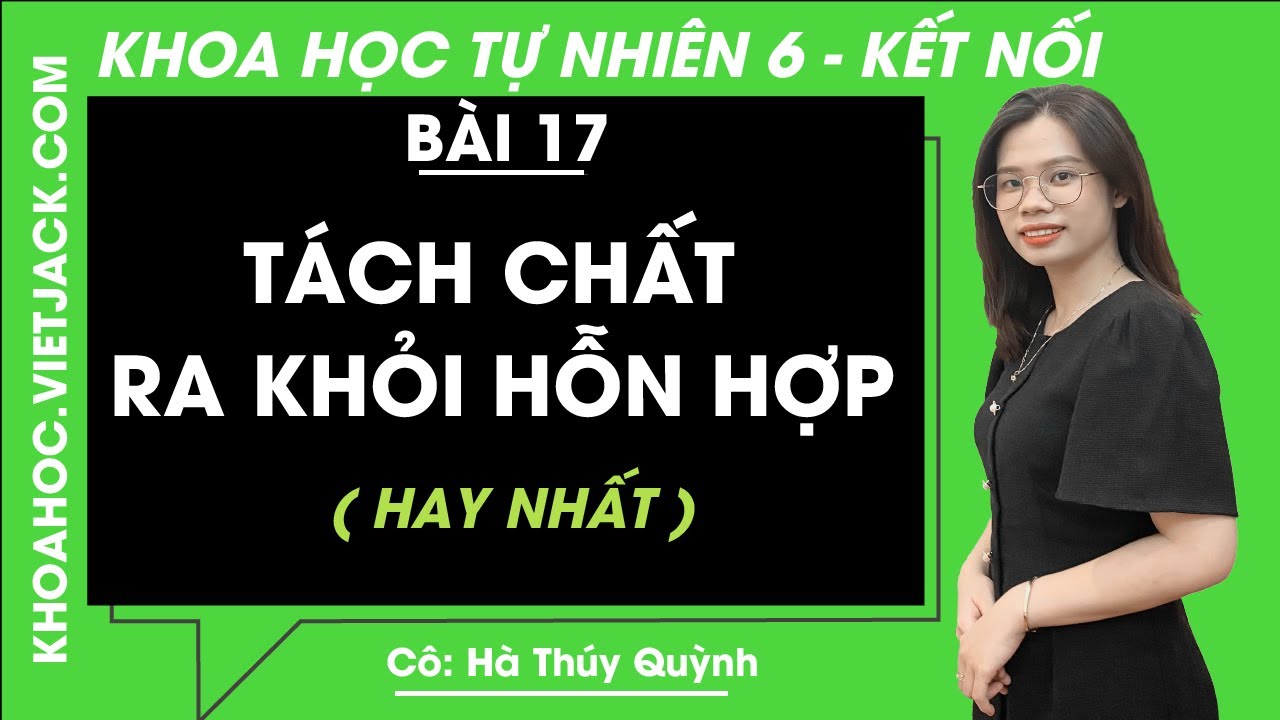 KHOA HỌC TỰ NHIÊN 6 - KẾT NỐI
KHOAHOC.VIETJACK.COM
BÀI 17
TÁCH CHẤT
RA KHỎI HỖN HỢP
( HAY NHẤT )
Cô: Hà Thúy Quỳnh